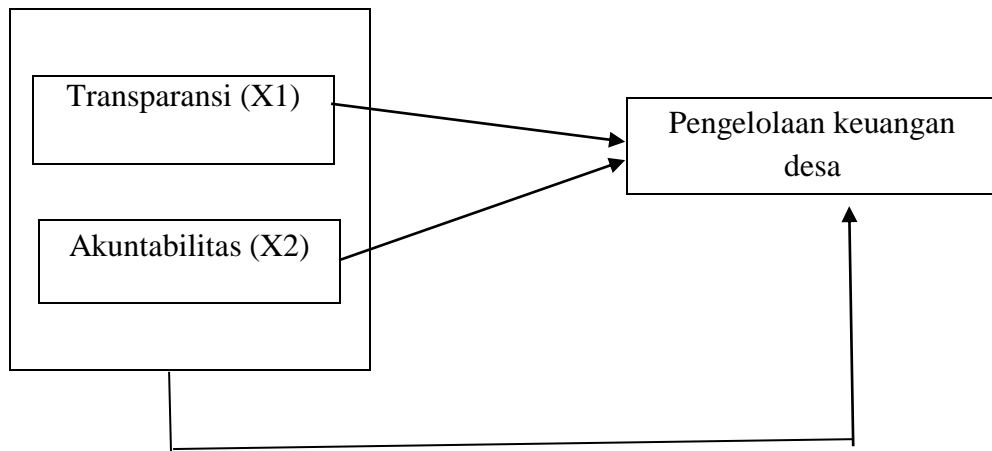 Transparansi (X1)
Pengelolaan keuangan
desa
Akuntabilitas (X2)